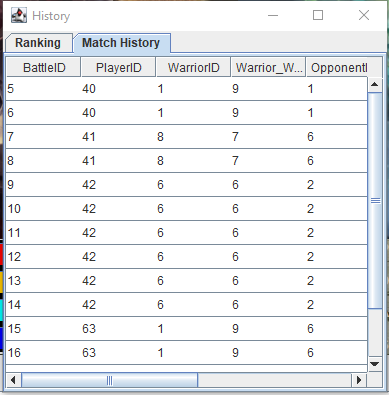 History
Ranking Match History
BattleID PlayerID WarriorID Warrior_W... OpponentI
5 40 1 9 1
6 40 1 9 1
7 41 8 7 6
8 41 8 7 6
9 42 6 6 2
10 42 6 6 2
11 42 6 6 2
12 42 6 6 2
13 42 6 6 2
14 42 6 6 2
15 63 1 9 6
16 63 1 9 6